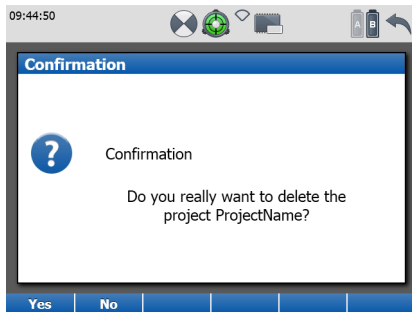 09:44:50
A B
Confirmation
?
Confirmation
Do you really want to delete the
project ProjectName?
Yes No